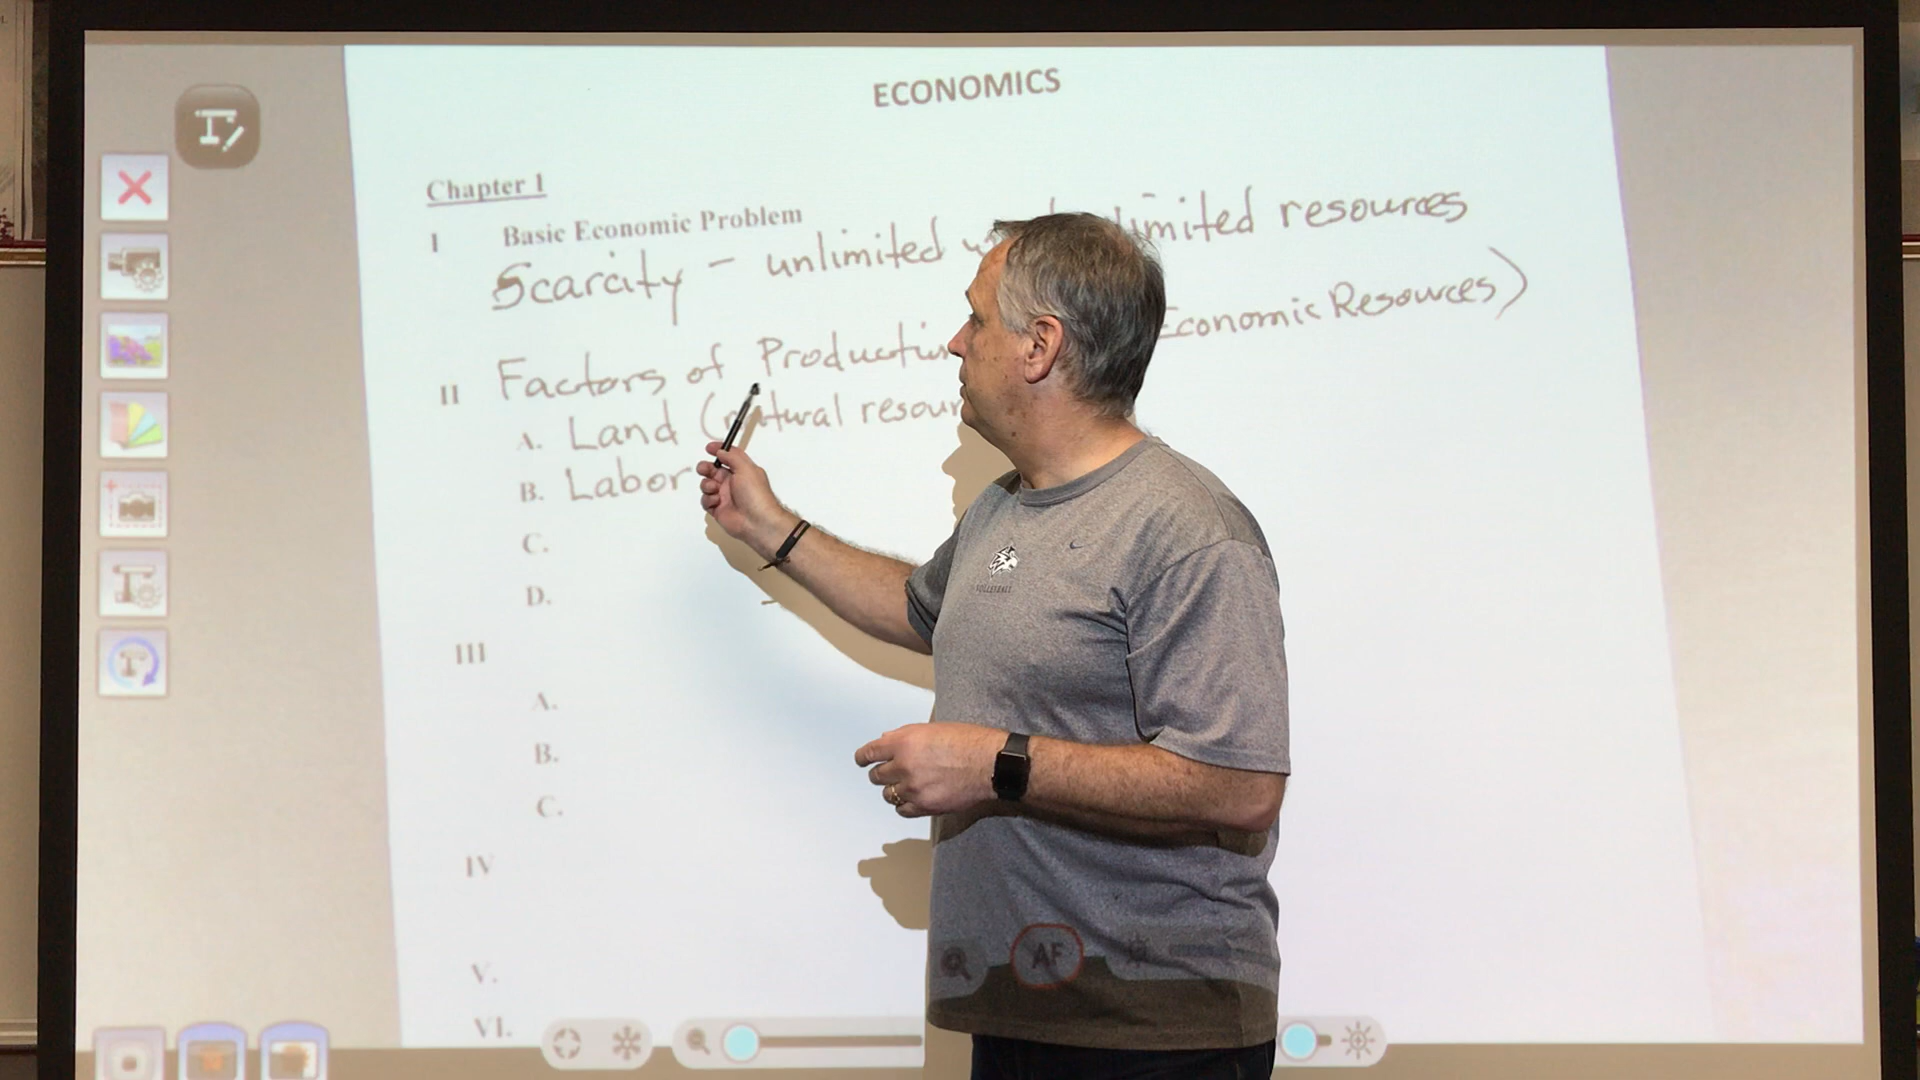 ECONOMICS
Chapter 1
I Basic Economic Problem
Scarcity - unlimited limited resources
II Factors of Production Economic Resources)
A. Land (natural
B. Labor
C.
D.
III
A.
B.
C.
IV
V.
VI.
AF
VOLLEYBALL